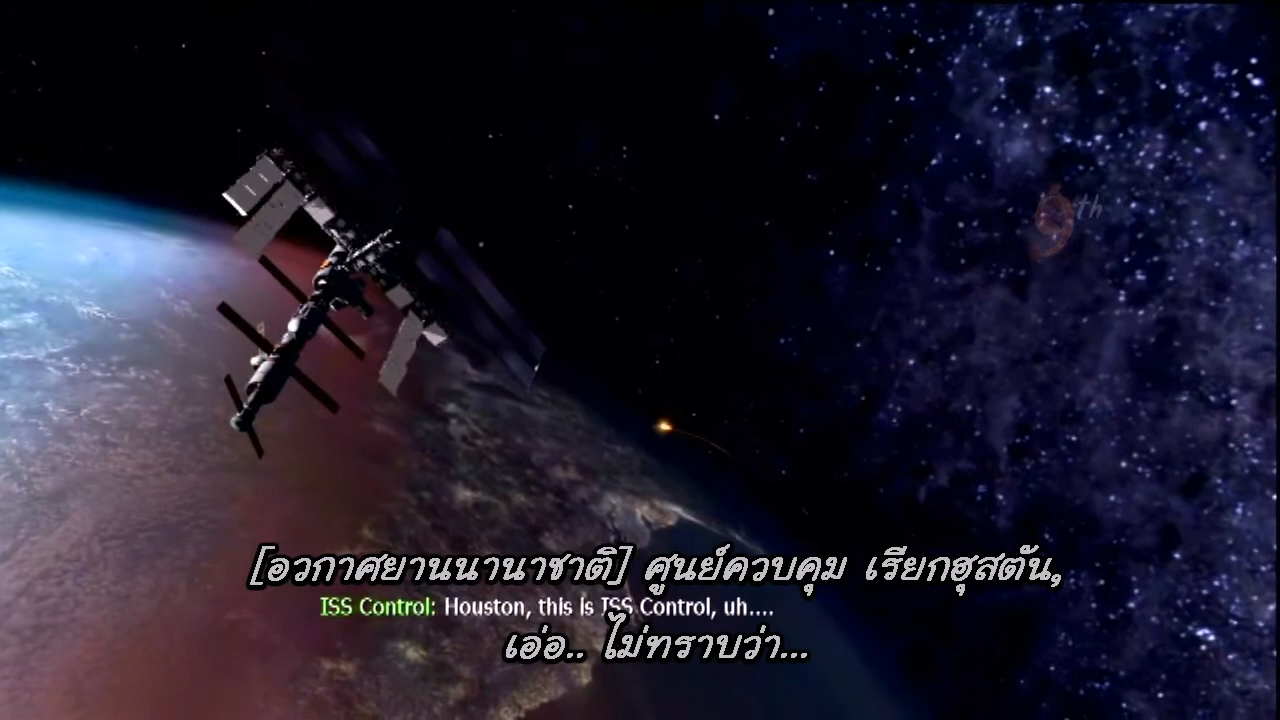 9th
[อวกาศยานนานาชาติ] ศูนย์ควบคุม เรียกฮุสตัน,
ISS Control: Houston, this is ISS Control, uh....
เอ่อ.. ไม่ทราบว่า...